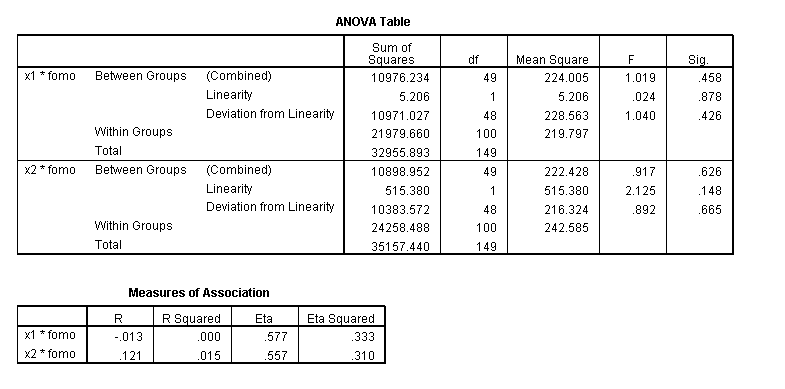 ANOVA Table
Sum of Squares df Mean Square F Sig.
x1 * fomo Between Groups (Combined) 10976.234 49 224.005 1.019 .458
Linearity 5.206 1 5.206 .024 .878
Deviation from Linearity 10971.027 48 228.563 1.040 .426
Within Groups 21979.660 100 219.797
Total 32955.893 149
x2 * fomo Between Groups (Combined) 10898.952 49 222.428 .917 .626
Linearity 515.380 1 515.380 2.125 .148
Deviation from Linearity 10383.572 48 216.324 .892 .665
Within Groups 24258.488 100 242.585
Total 35157.440 149
Measures of Association
R R Squared Eta Eta Squared
x1 * fomo -.013 .000 .577 .333
x2 * fomo .121 .015 .557 .310